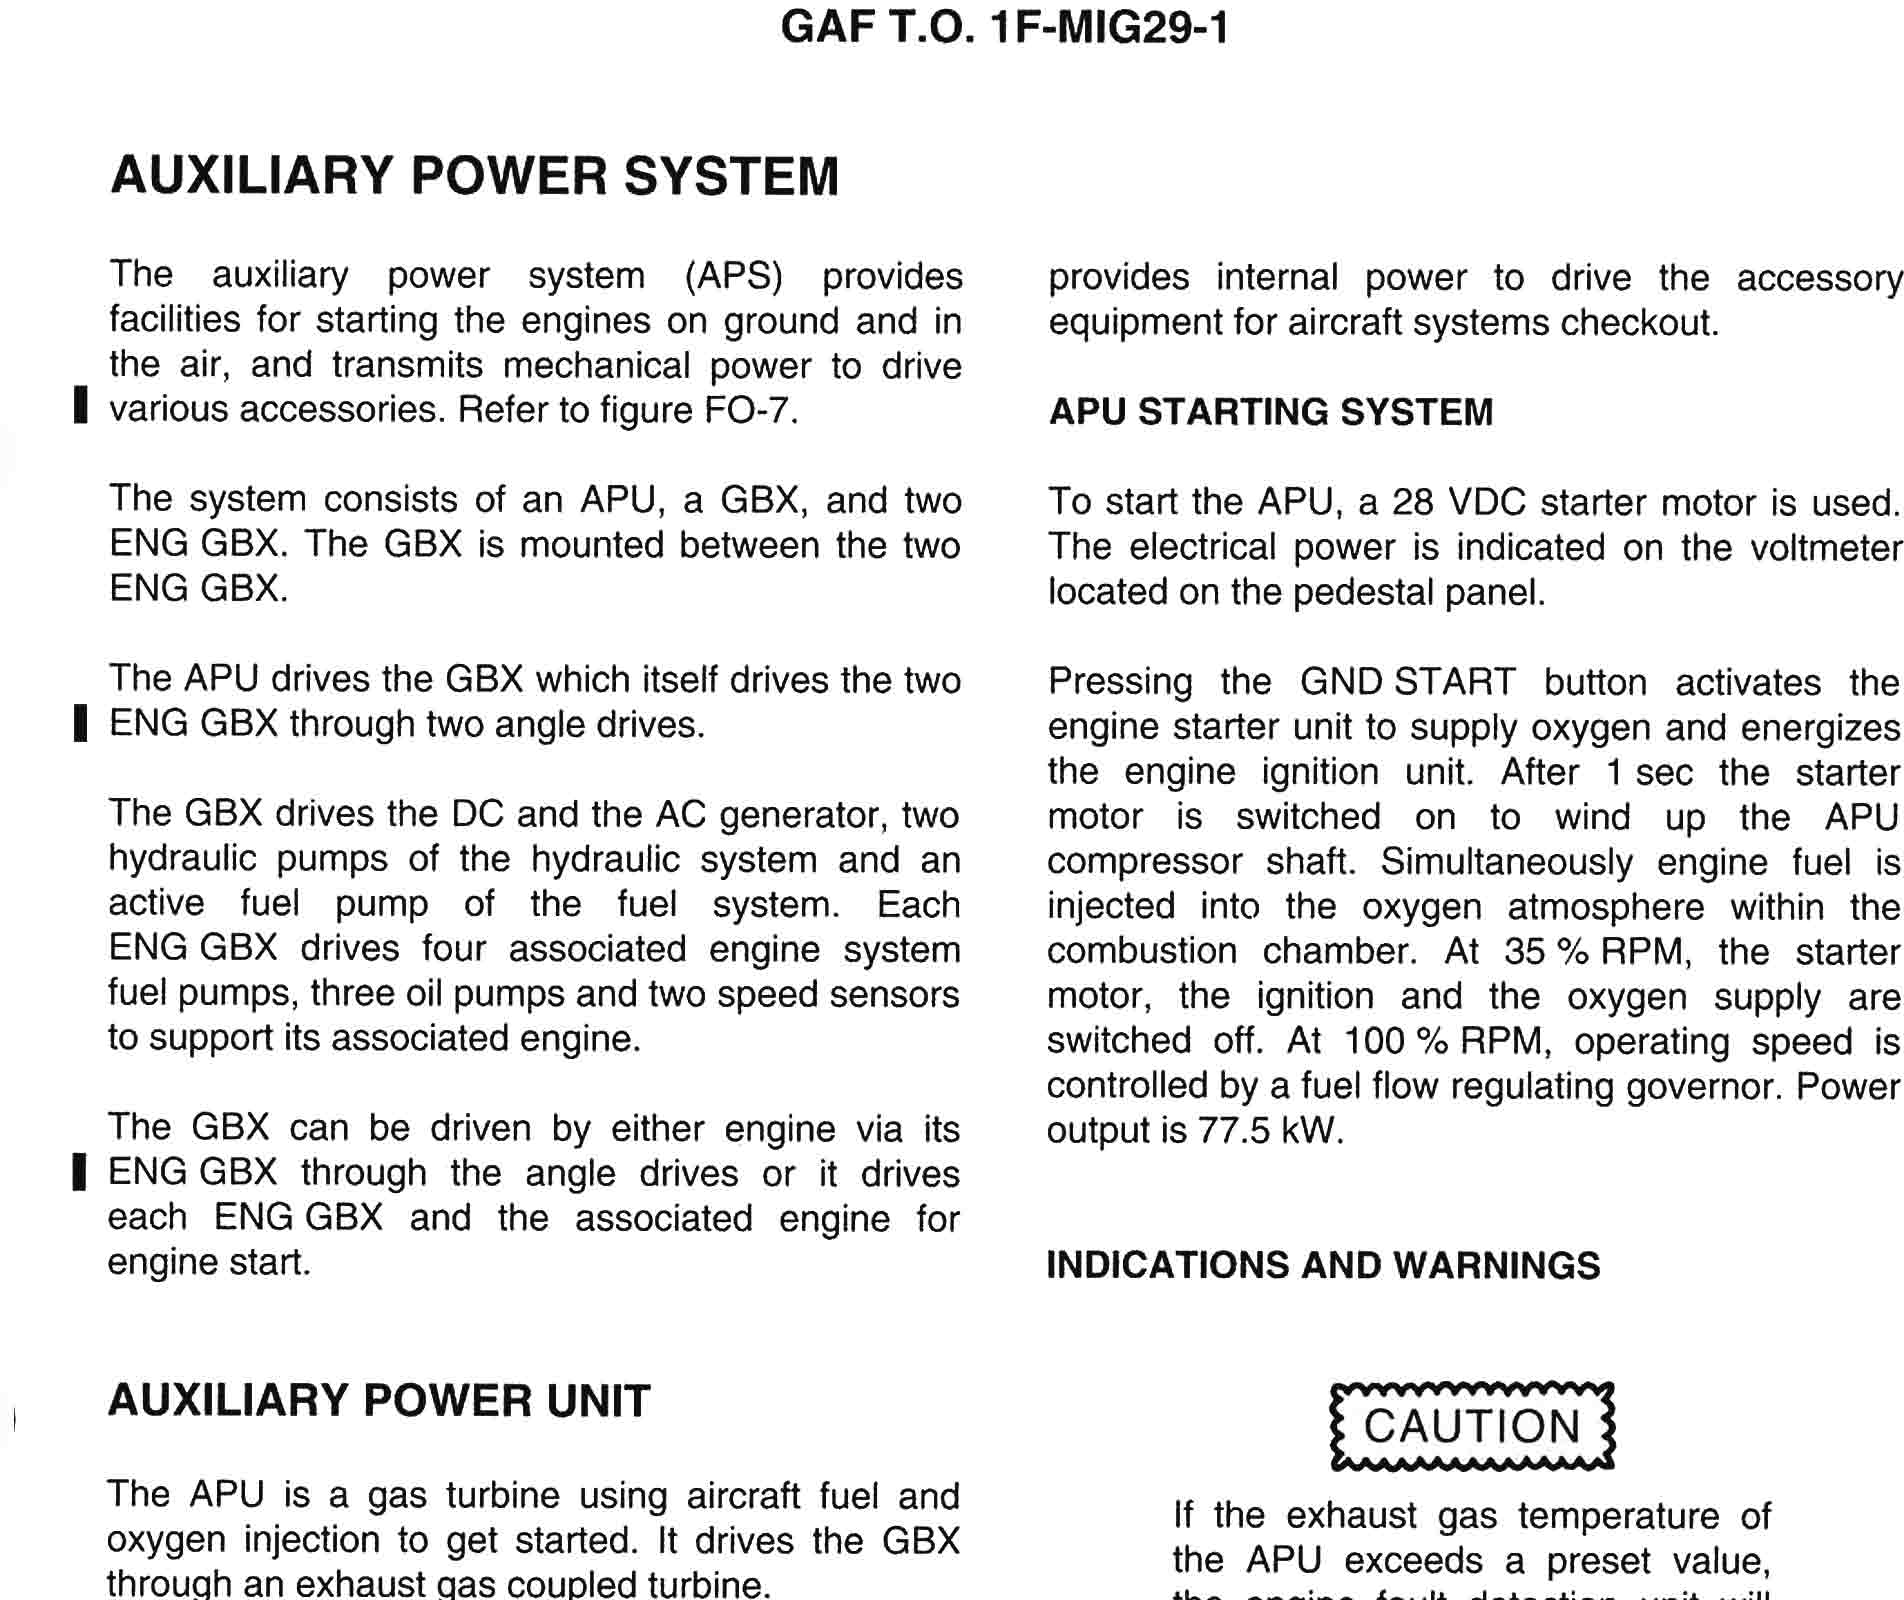 GAF T.O. 1F-MIG29-1
AUXILIARY POWER SYSTEM
The auxiliary power system (APS) provides
facilities for starting the engines on ground and in
the air, and transmits mechanical power to drive
various accessories. Refer to figure FO-7.
The system consists of an APU, a GBX, and two
ENG GBX. The GBX is mounted between the two
ENG GBX.
The APU drives the GBX which itself drives the two
ENG GBX through two angle drives.
The GBX drives the DC and the AC generator, two
hydraulic pumps of the hydraulic system and an
active fuel pump of the fuel system. Each
ENG GBX drives four associated engine system
fuel pumps, three oil pumps and two speed sensors
to support its associated engine.
The GBX can be driven by either engine via its
ENG GBX through the angle drives or it drives
each ENG GBX and the associated engine for
engine start.
AUXILIARY POWER UNIT
The APU is a gas turbine using aircraft fuel and
oxygen injection to get started. It drives the GBX
through an exhaust gas coupled turbine.
provides internal power to drive the accessory
equipment for aircraft systems checkout.
APU STARTING SYSTEM
To start the APU, a 28 VDC starter motor is used.
The electrical power is indicated on the voltmeter
located on the pedestal panel.
Pressing the GND START button activates the
engine starter unit to supply oxygen and energizes
the engine ignition unit. After 1 sec the starter
motor is switched on to wind up the APU
compressor shaft. Simultaneously engine fuel is
injected into the oxygen atmosphere within the
combustion chamber. At 35 % RPM, the starter
motor, the ignition and the oxygen supply are
switched off. At 100 % RPM, operating speed is
controlled by a fuel flow regulating governor. Power
output is 77.5 kW.
INDICATIONS AND WARNINGS
CAUTION
If the exhaust gas temperature of
the APU exceeds a preset value,
the engine fault detection unit will